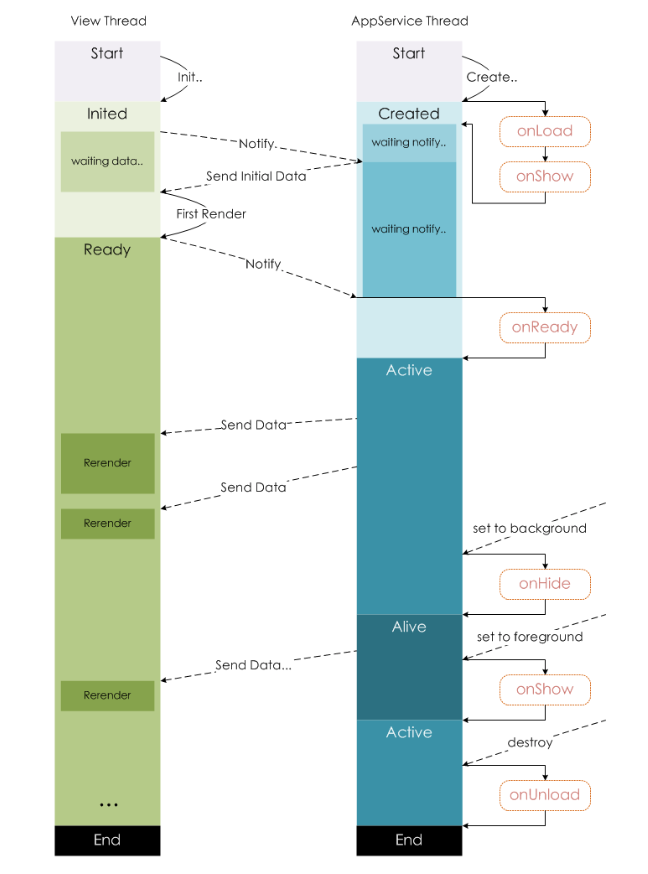 View Thread
AppService Thread
Start
Start
Init..
Create..
Inited
Created
onLoad
waiting data..
waiting notify..
Notify.
Send Initial Data
onShow
First Render
waiting notify..
Ready
Notify
onReady
Active
Send Data
Rerender
Send Data
Rerender
set to background
onHide
Alive
set to foreground
Send Data...
onShow
Rerender
Active
destroy
onUnload
...
End
End